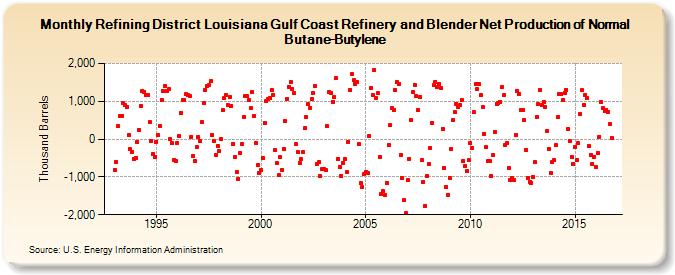 Monthly Refining District Louisiana Gulf Coast Refinery and Blender Net Production of Normal
Butane-Butylene
Thousand Barrels
2,000
1,000
0
-1,000
-2,000
1995
2000
2005
2010
2015
Source: U.S. Energy Information Administration